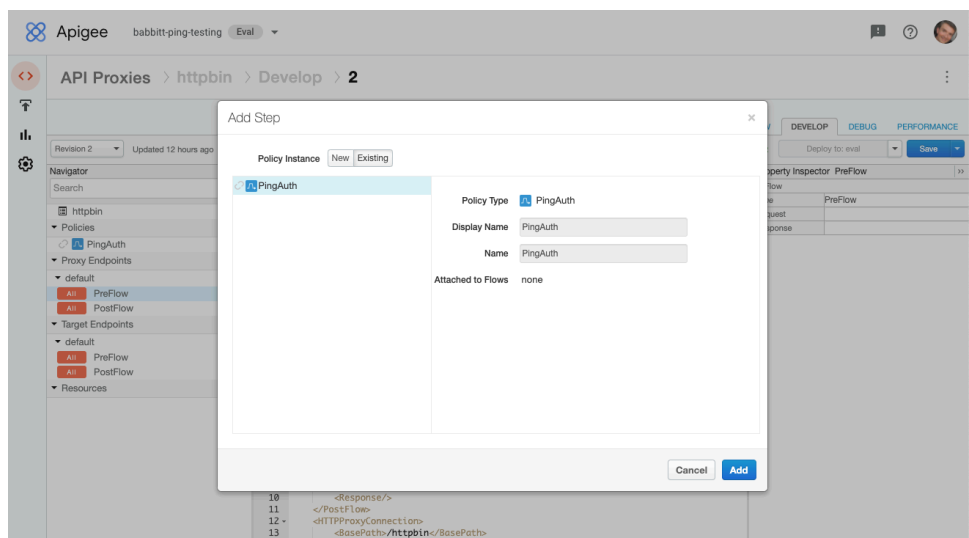 Apigee babbitt-ping-testing Eval
API Proxies > httpbin > Develop > 2
DEVELOP DEBUG PERFORMANCE
Revision 2 Updated 12 hours ago
Deploy to: eval Save
Navigator
Search
httpbin
Policies
PingAuth
Proxy Endpoints
default
All PreFlow
All PostFlow
Target Endpoints
default
All PreFlow
All PostFlow
Resources
Add Step
×
Policy Instance New Existing
PingAuth
Policy Type PingAuth
Display Name PingAuth
Name PingAuth
Attached to Flows none
Cancel Add
perty Inspector PreFlow >>
PreFlow
10 <Response/>
11 </PostFlow>
12 <HTTPProxyConnection>
13 <BasePath>/httpbin</BasePath>